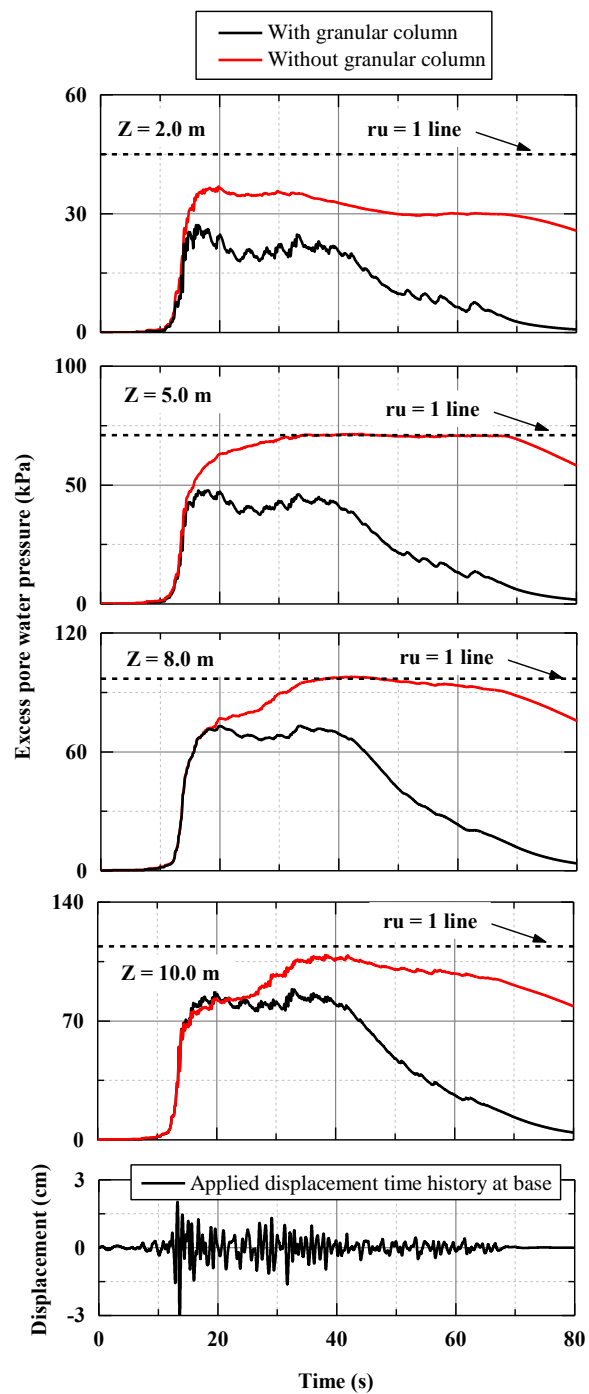 With granular column
Without granular column
Excess pore water pressure (kPa)
60
Z = 2.0 m
ru = 1 line
30
0
100
Z = 5.0 m
ru = 1 line
50
0
120
Z = 8.0 m
ru = 1 line
60
0
140
ru = 1 line
Z = 10.0 m
70
0
Displacement (cm)
3
Applied displacement time history at base
0
-3
0 20 40 60 80
Time (s)